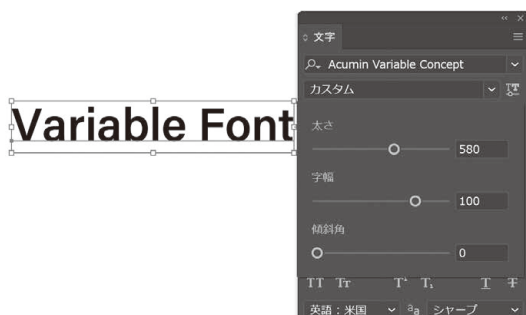 Variable Font
文字
Acumin Variable Concept
カスタム
太さ
580
字幅
100
傾斜角
0
TT Tr T¹ T₁ T T
英語 : 米国
ªa シャープ